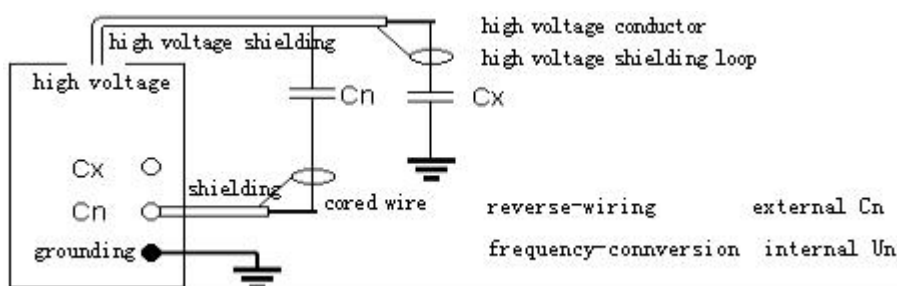 high voltage conductor
high voltage shielding
high voltage shielding loop
high voltage
Cn
Cx
Cx
shielding
Cn
cored wire
reverse-wiring external Cn
grounding
frequency-connversion internal Un